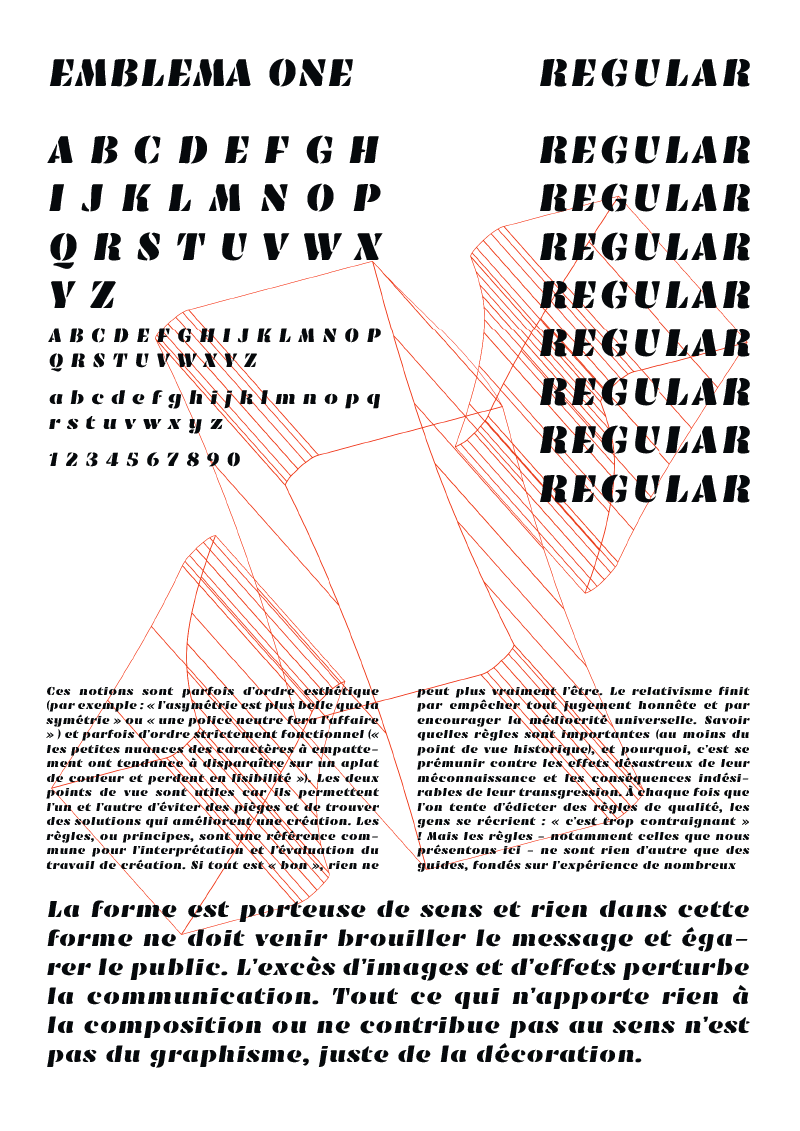 EMBLEMA ONE
REGULAR
A B C D E F G H
I J K L M N O P
Q R S T U V W X
Y Z
A B C D E F G H I J K L M N O P
Q R S T U V W X Y Z
a b c d e f g h i j k l m n o p q
r s t u v w x y z
1 2 3 4 5 6 7 8 9 0
REGULAR
REGULAR
REGULAR
REGULAR
REGULAR
REGULAR
REGULAR
REGULAR
Ces notions sont parfois d'ordre esthétique
(par exemple : « l'asymétrie est plus belle que la
symétrie » ou « une police neutre fera l'affaire
» ) et parfois d'ordre strictement fonctionnel («
les petites nuances des caractères à empatte-
ment ont tendance à disparaître sur un aplat
de couleur et perdent en lisibilité »). Les deux
points de vue sont utiles car ils permettent
l'un et l'autre d'éviter des pièges et de trouver
des solutions qui améliorent une création. Les
règles, ou principes, sont une référence com-
mune pour l'interprétation et l'évaluation du
travail de création. Si tout est « bon », rien ne
peut plus vraiment l'être. Le relativisme finit
par empêcher tout jugement honnête et par
encourager la médiocrité universelle. Savoir
quelles règles sont importantes (au moins du
point de vue historique), et pourquoi, c'est se
prémunir contre les effets désastreux de leur
méconnaissance et les conséquences indési-
rables de leur transgression. À chaque fois que
l'on tente d'édicter des règles de qualité, les
gens se récrient : « c'est trop contraignant »
! Mais les règles – notamment celles que nous
présentons ici – ne sont rien d'autre que des
guides, fondés sur l'expérience de nombreux
La forme est porteuse de sens et rien dans cette
forme ne doit venir brouiller le message et éga-
rer le public. L'excès d'images et d'effets perturbe
la communication. Tout ce qui n'apporte rien à
la composition ou ne contribue pas au sens n'est
pas du graphisme, juste de la décoration.